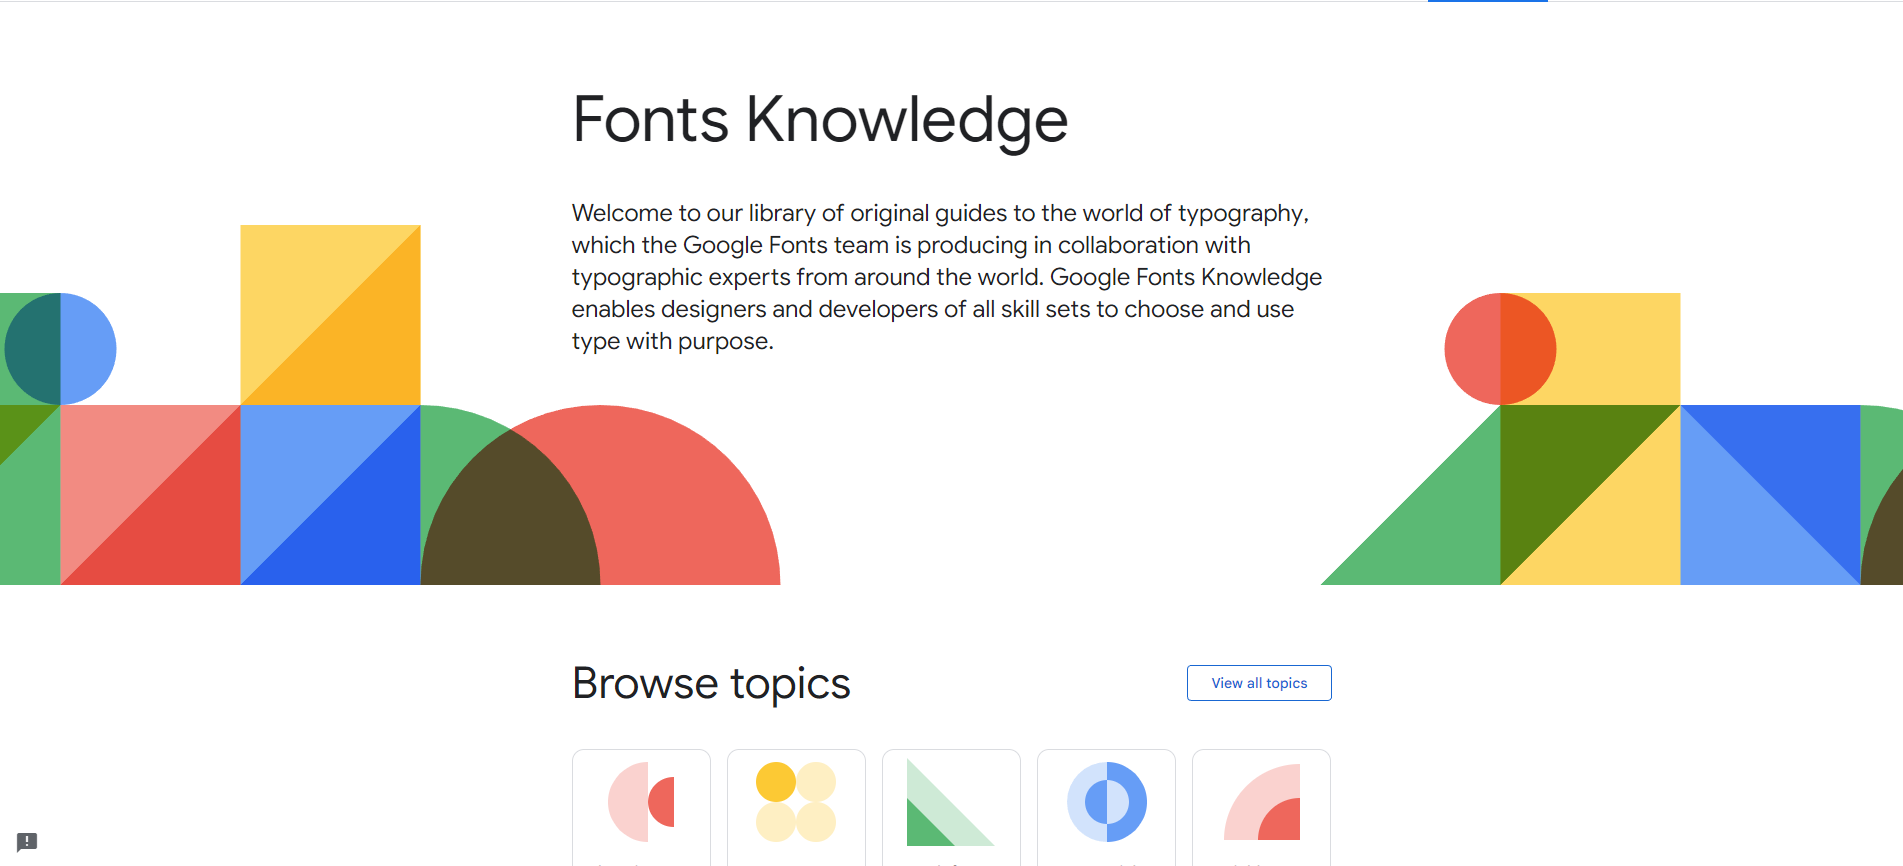 Fonts Knowledge
Welcome to our library of original guides to the world of typography,
which the Google Fonts team is producing in collaboration with
typographic experts from around the world. Google Fonts Knowledge
enables designers and developers of all skill sets to choose and use
type with purpose.
Browse topics
View all topics